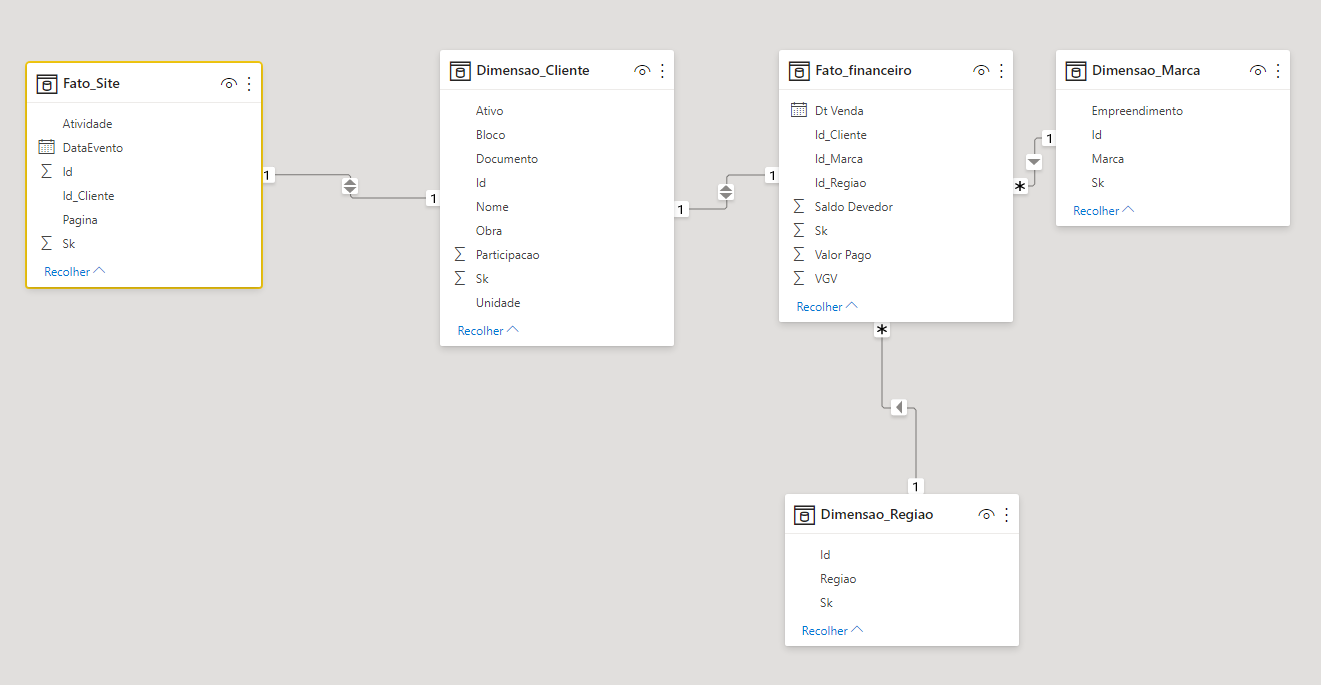 Fato_Site
Atividade
DataEvento
Σ Id
Id_Cliente
Pagina
Σ Sk
Recolher
1
1
Dimensao_Cliente
Ativo
Bloco
Documento
Id
Nome
Obra
Σ Participacao
Σ Sk
Unidade
Recolher
1
1
Fato_financeiro
Dt Venda
Id_Cliente
Id_Marca
Id_Regiao
Σ Saldo Devedor
Σ Sk
Σ Valor Pago
Σ VGV
Recolher
*
1
Dimensao_Marca
Empreendimento
Id
Marca
Sk
Recolher
*
1
Dimensao_Regiao
Id
Regiao
Sk
Recolher